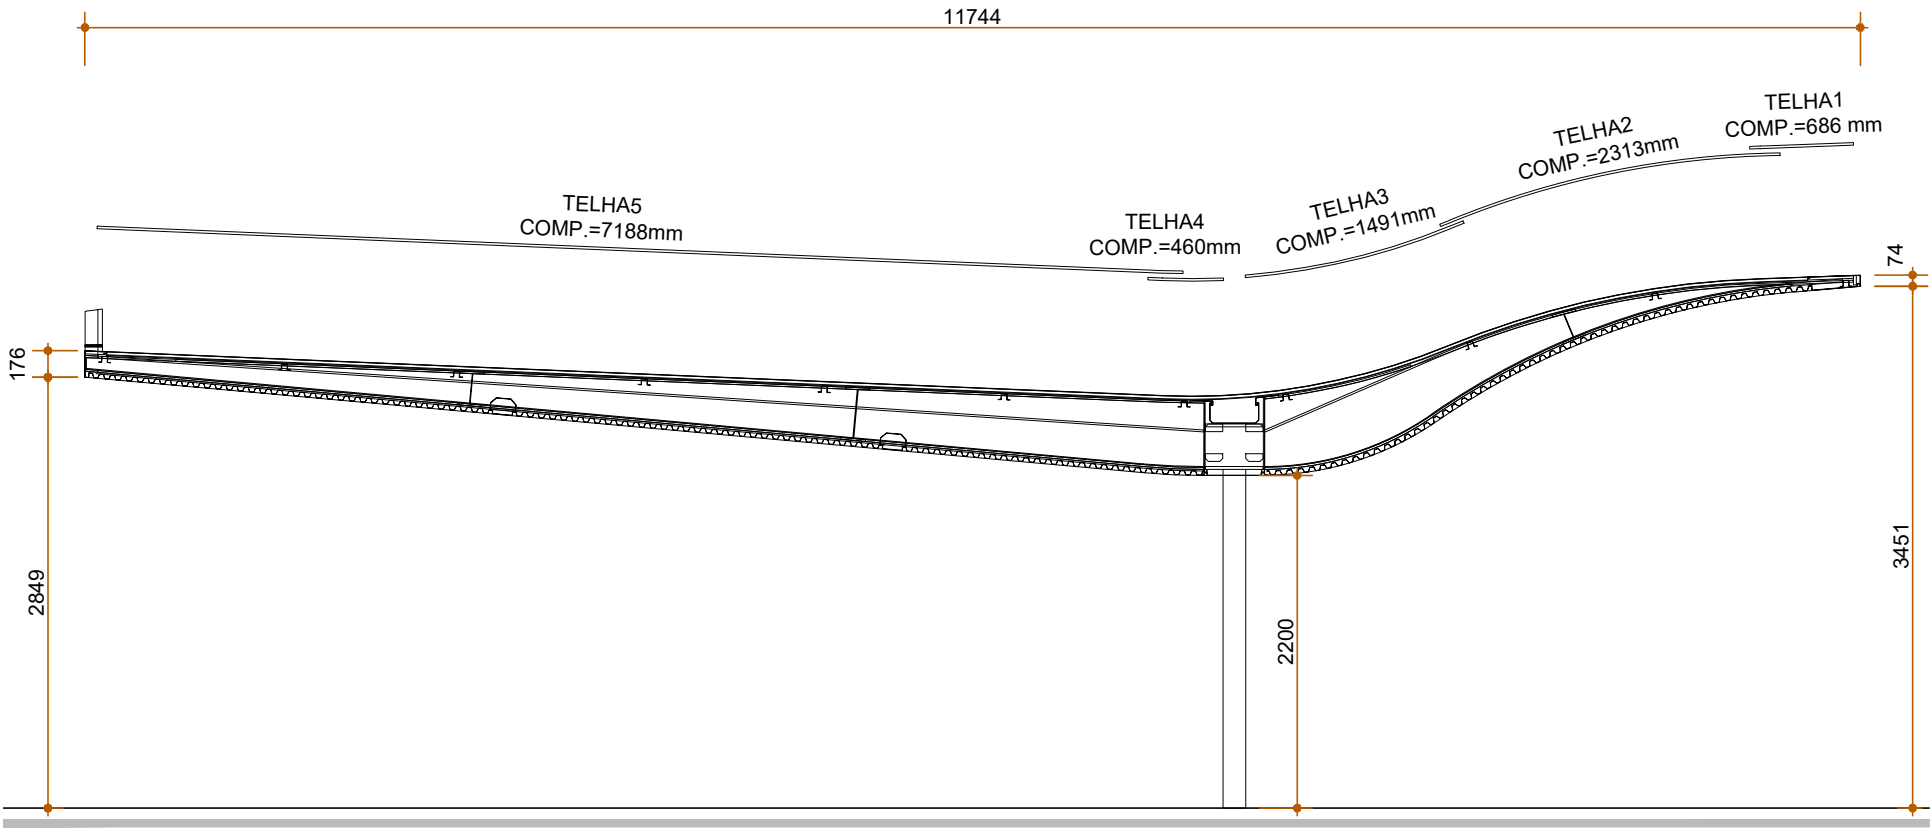 11744
TELHA1
COMP.=686 mm
TELHA2
COMP.=2313mm
TELHA3
COMP.=1491mm
TELHA4
COMP.=460mm
TELHA5
COMP.=7188mm
74
176
2849
2200
3451